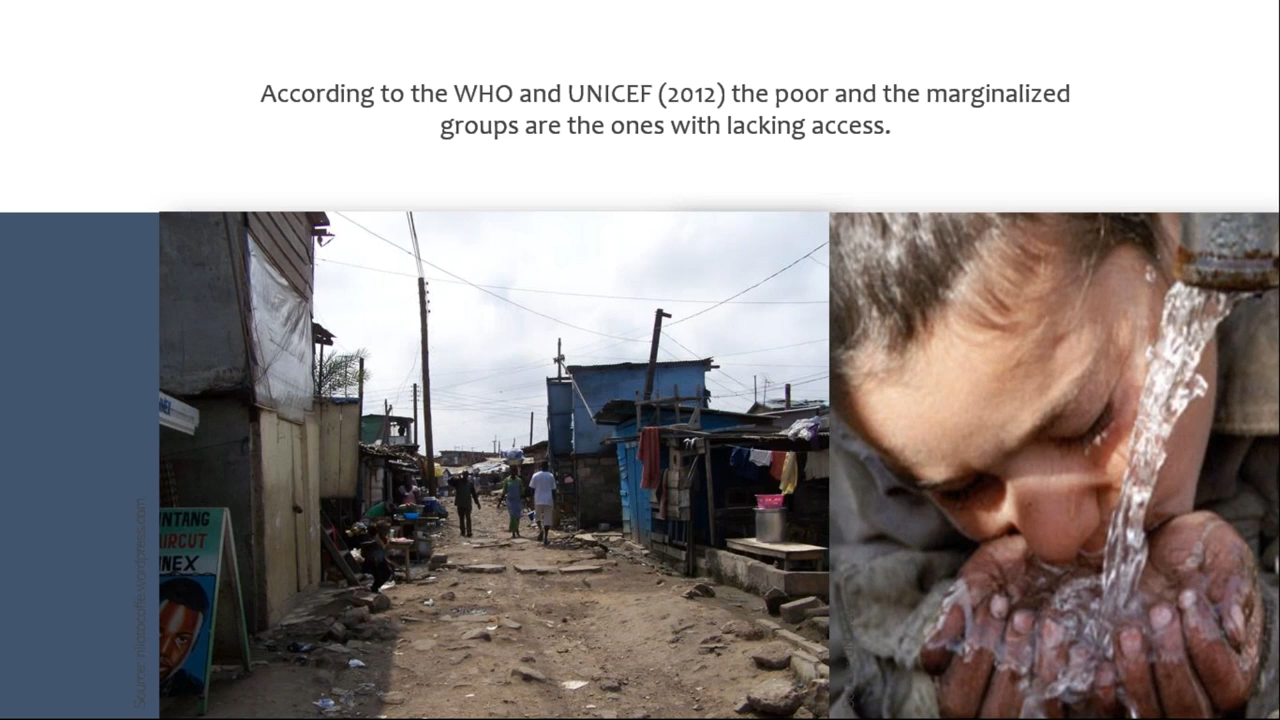 According to the WHO and UNICEF (2012) the poor and the marginalized
groups are the ones with lacking access.
NTANG
IRCUT
NEX